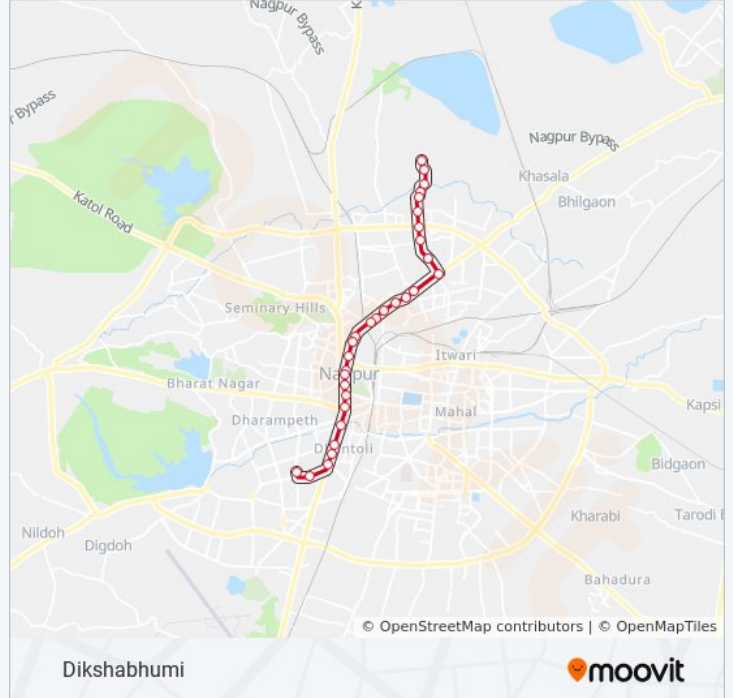 Nagpur Bypass
K
r Bypass
Nagpur Bypass
Khasala
Bhilgaon
Katol Road
Seminary Hills
Itwari
Nagpur
Bharat Nagar
Kapsi
Mahal
Dharampeth
Dhantoli
Bidgaon
Kharabi
Tarodi
Nildoh
Digdoh
Bahadura
© OpenStreetMap contributors | © OpenMapTiles
Dikshabhumi
moovit